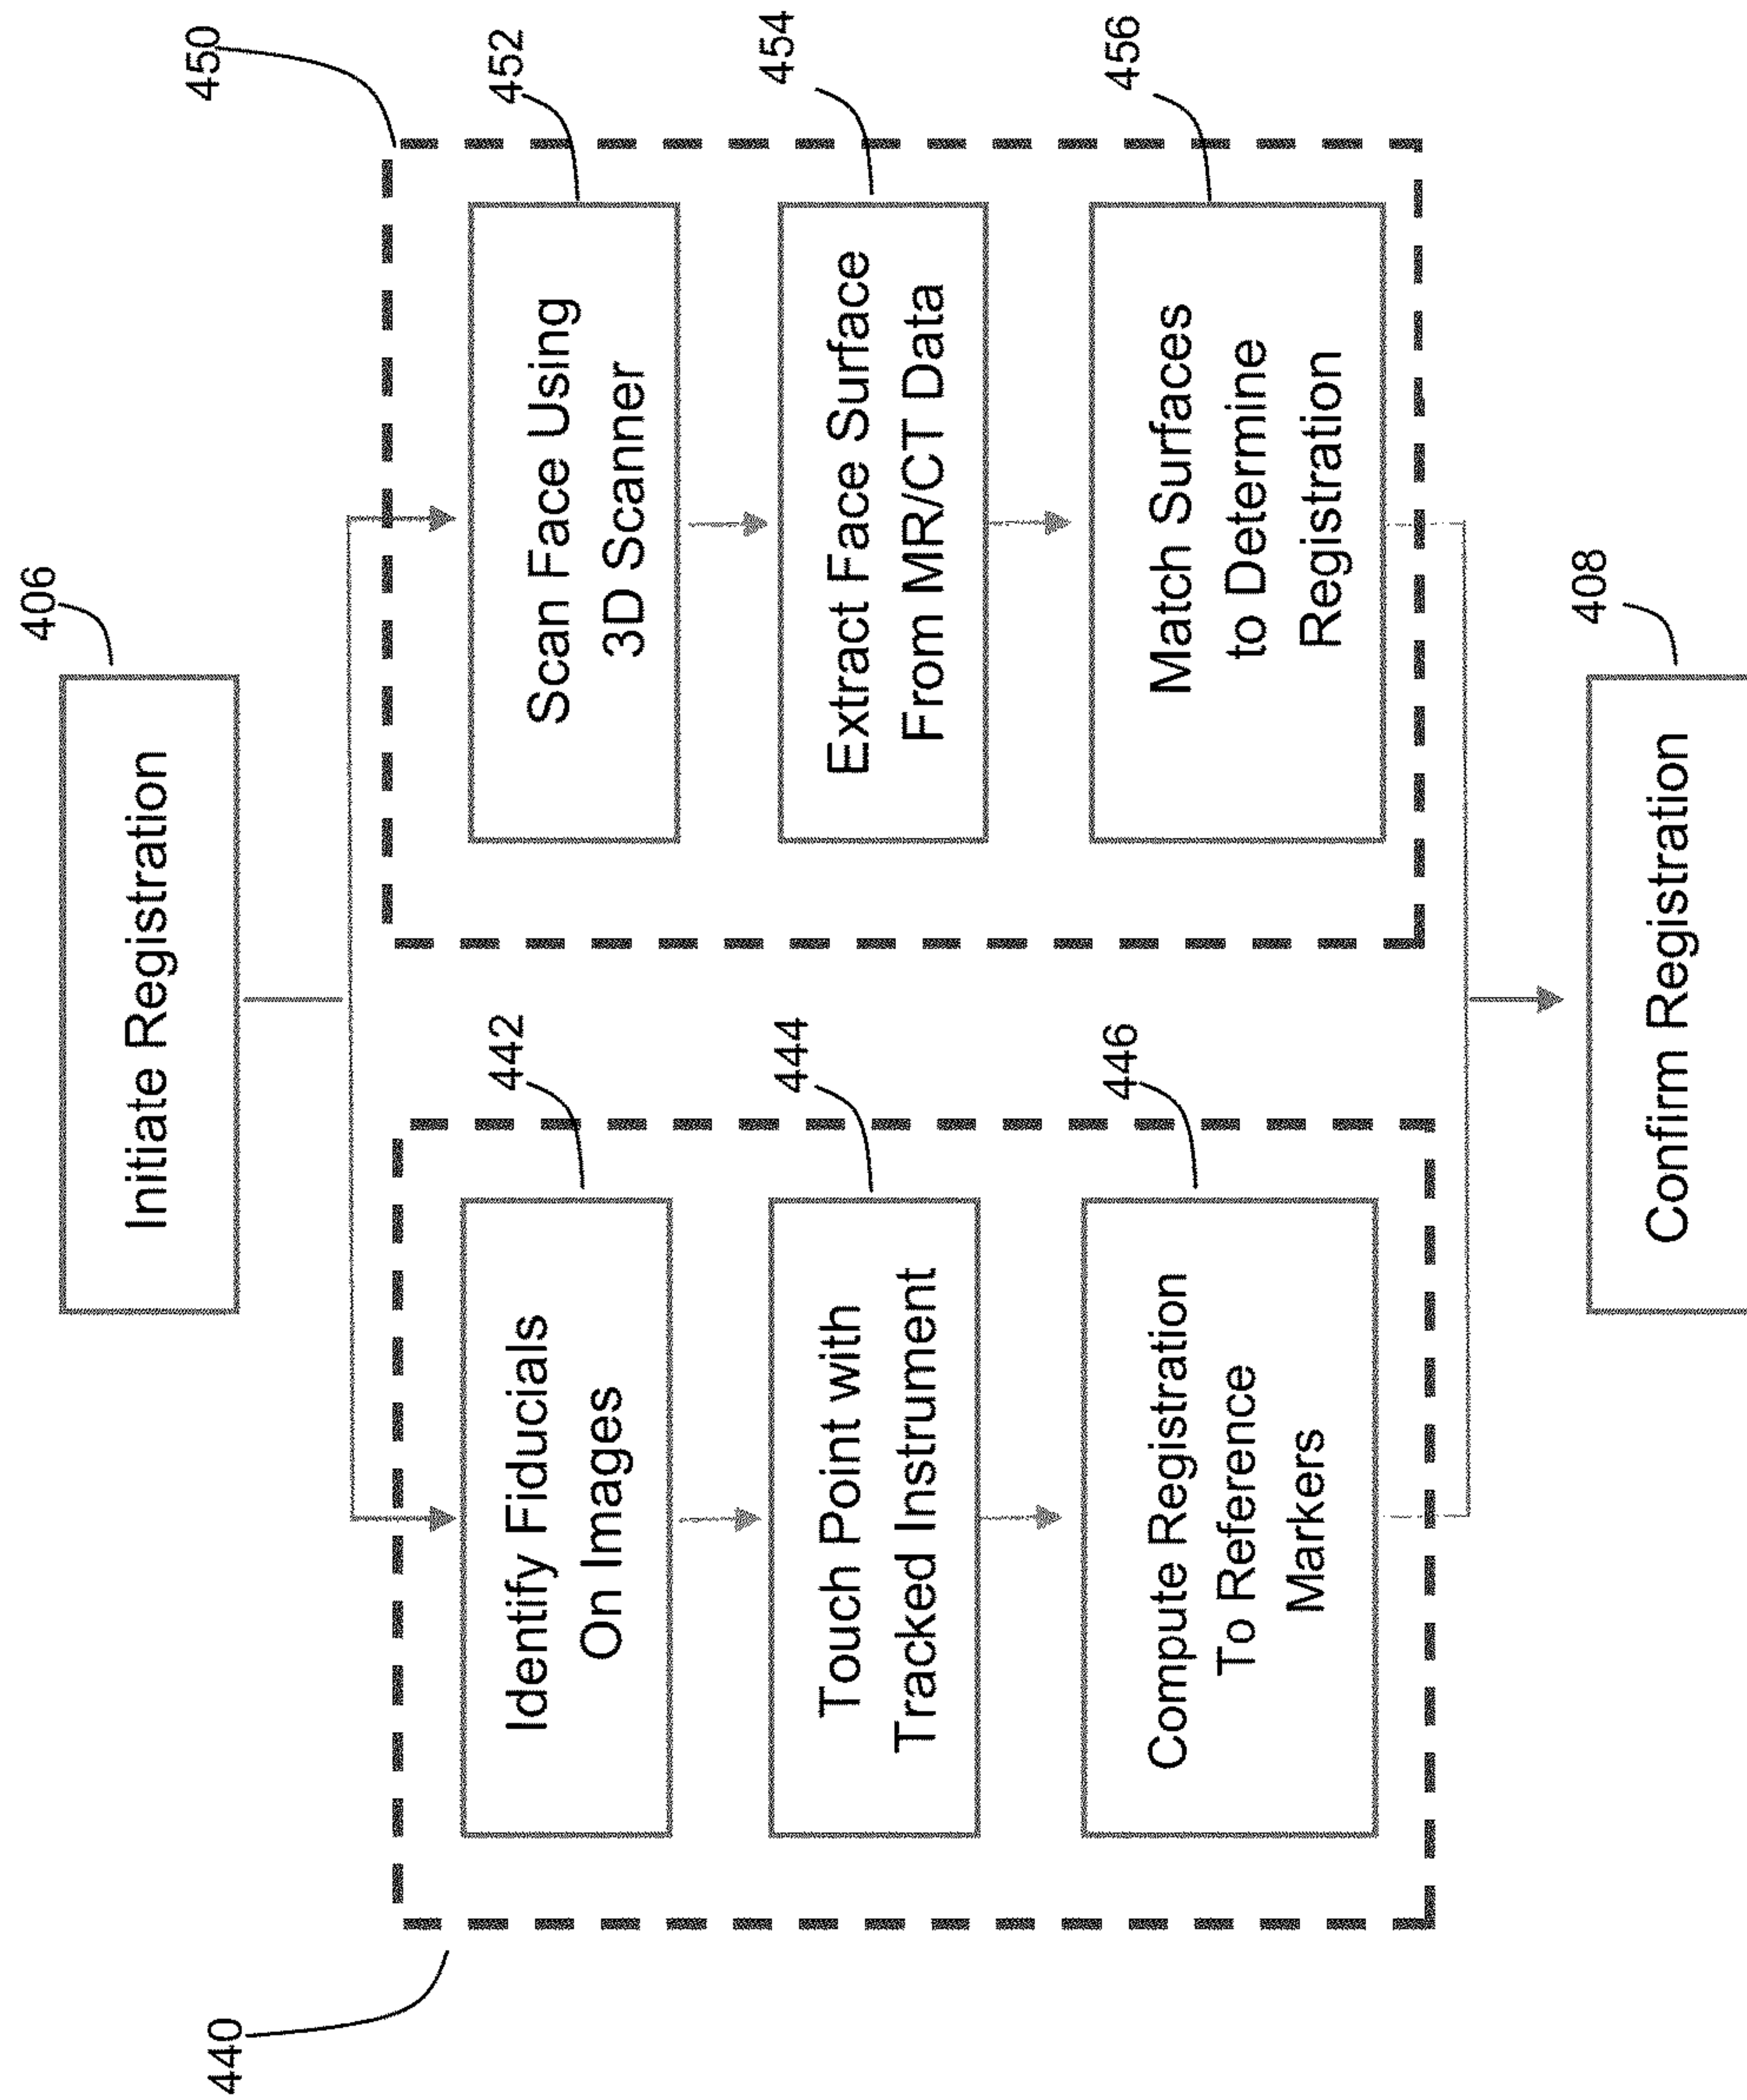 406
Initiate Registration
440
450
442
Identify Fiducials
On Images
444
Touch Point with
Tracked Instrument
446
Compute Registration
To Reference
Markers
452
Scan Face Using
3D Scanner
454
Extract Face Surface
From MR/CT Data
456
Match Surfaces
to Determine
Registration
408
Confirm Registration